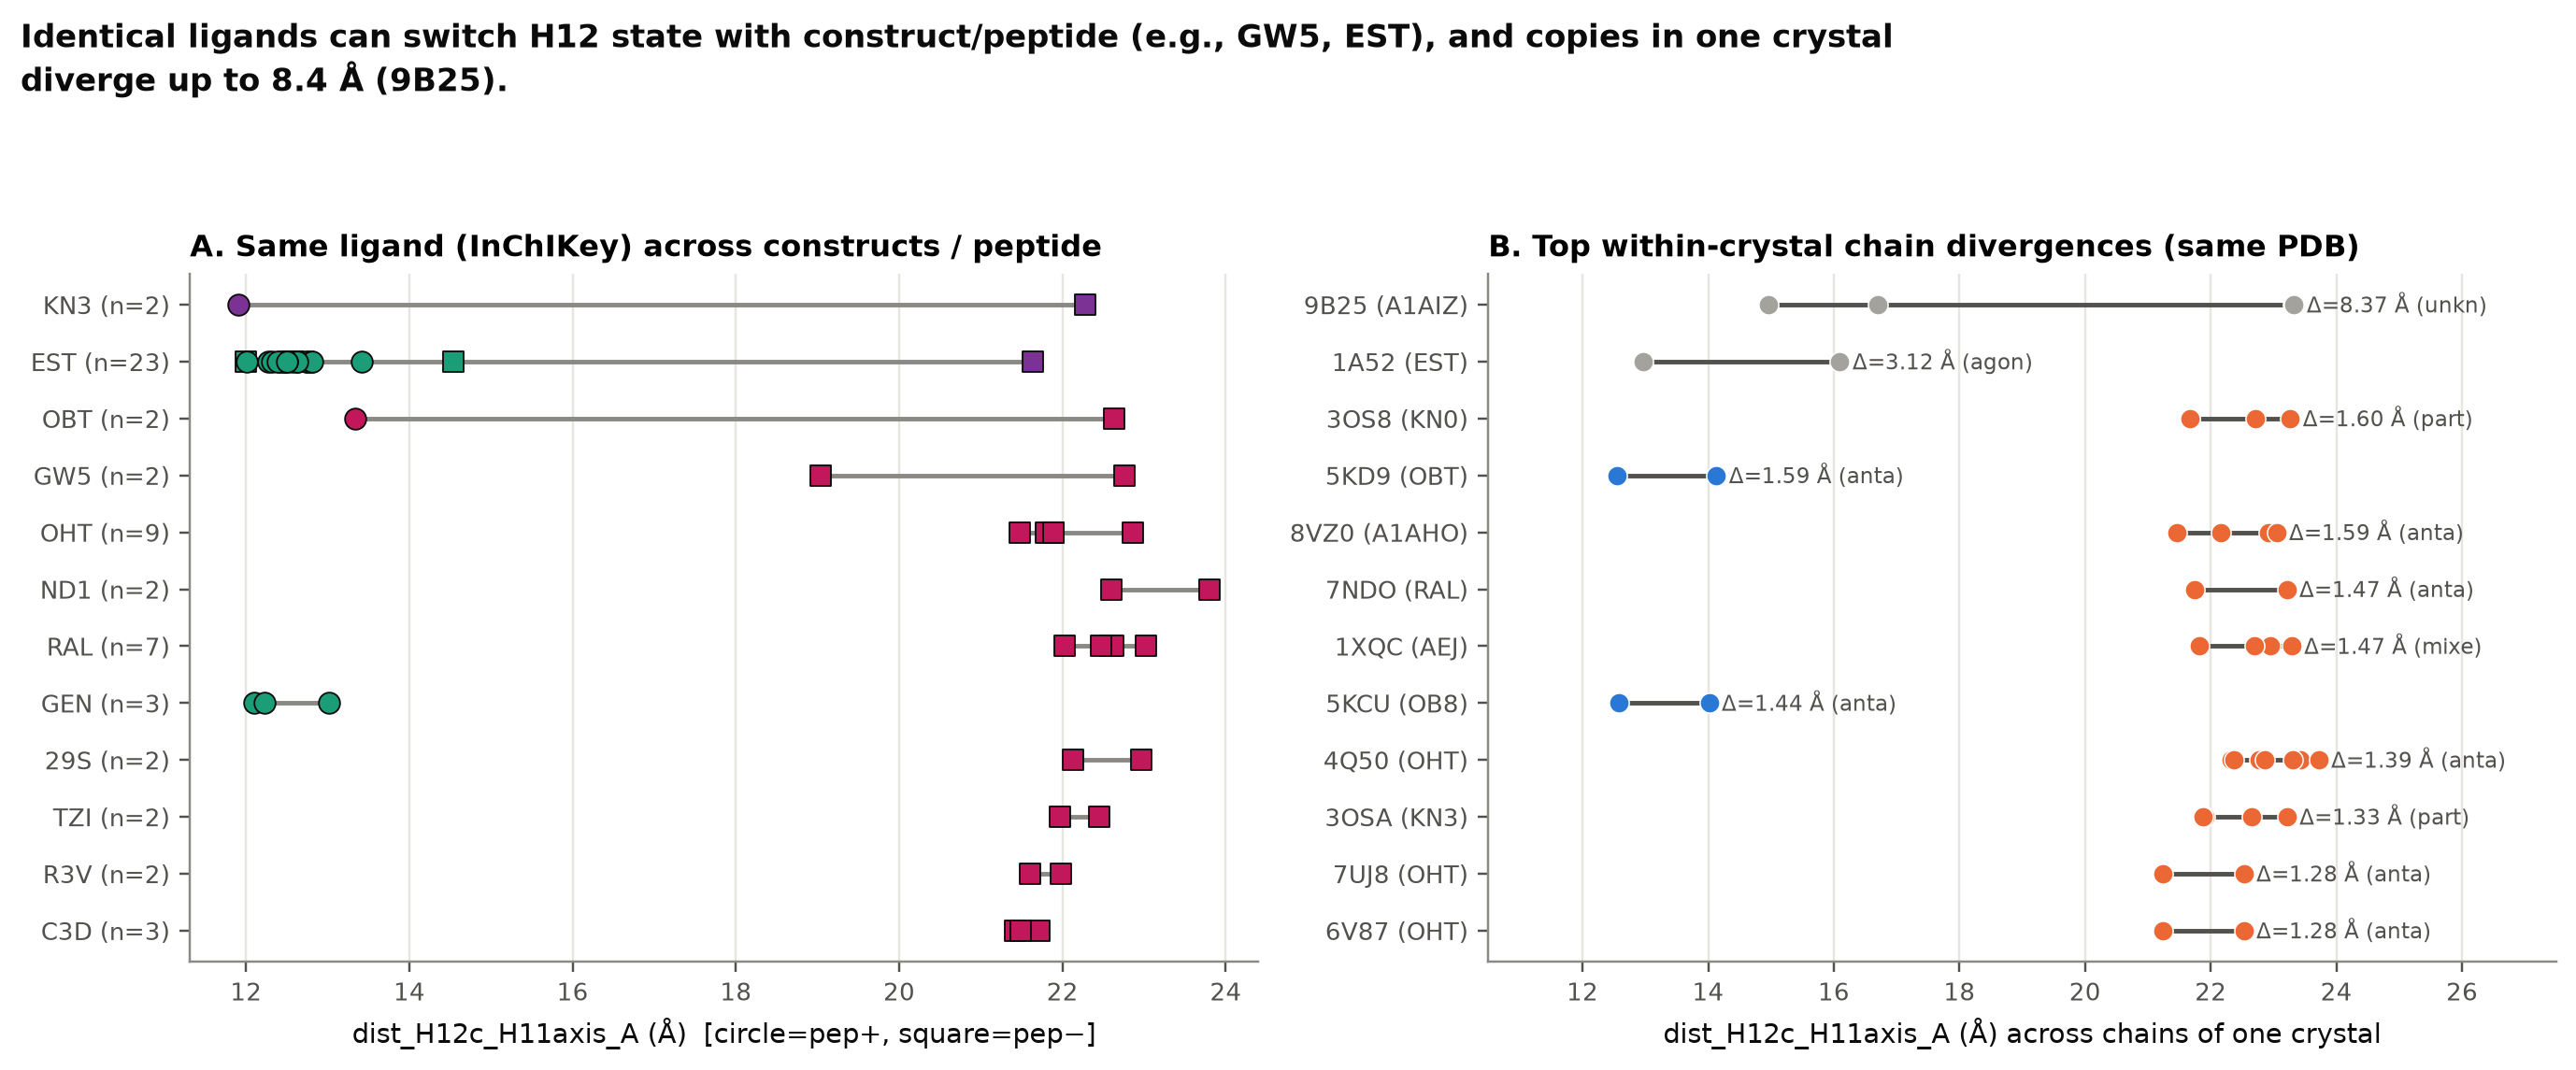 Identical ligands can switch H12 state with construct/peptide (e.g., GW5, EST), and copies in one crystal
diverge up to 8.4 Å (9B25).
A. Same ligand (InChIKey) across constructs / peptide
KN3 (n=2)
EST (n=23)
OBT (n=2)
GW5 (n=2)
OHT (n=9)
ND1 (n=2)
RAL (n=7)
GEN (n=3)
29S (n=2)
TZI (n=2)
R3V (n=2)
C3D (n=3)
12 14 16 18 20 22 24
dist_H12c_H11axis_A (Å)  [circle=pep+, square=pep−]
B. Top within-crystal chain divergences (same PDB)
9B25 (A1AIZ) Δ=8.37 Å (unkn)
1A52 (EST) Δ=3.12 Å (agon)
3OS8 (KN0) Δ=1.60 Å (part)
5KD9 (OBT) Δ=1.59 Å (anta)
8VZ0 (A1AHO) Δ=1.59 Å (anta)
7NDO (RAL) Δ=1.47 Å (anta)
1XQC (AEJ) Δ=1.47 Å (mixe)
5KCU (OB8) Δ=1.44 Å (anta)
4Q50 (OHT) Δ=1.39 Å (anta)
3OSA (KN3) Δ=1.33 Å (part)
7UJ8 (OHT) Δ=1.28 Å (anta)
6V87 (OHT) Δ=1.28 Å (anta)
12 14 16 18 20 22 24 26
dist_H12c_H11axis_A (Å) across chains of one crystal